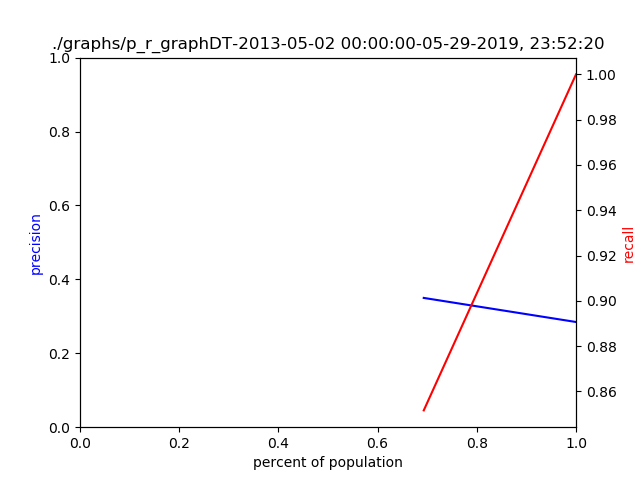 ./graphs/p_r_graphDT-2013-05-02 00:00:00-05-29-2019, 23:52:20
1.0
0.8
0.6
0.4
0.2
0.0
precision
1.00
0.98
0.96
0.94
0.92
0.90
0.88
0.86
recall
0.0 0.2 0.4 0.6 0.8 1.0
percent of population